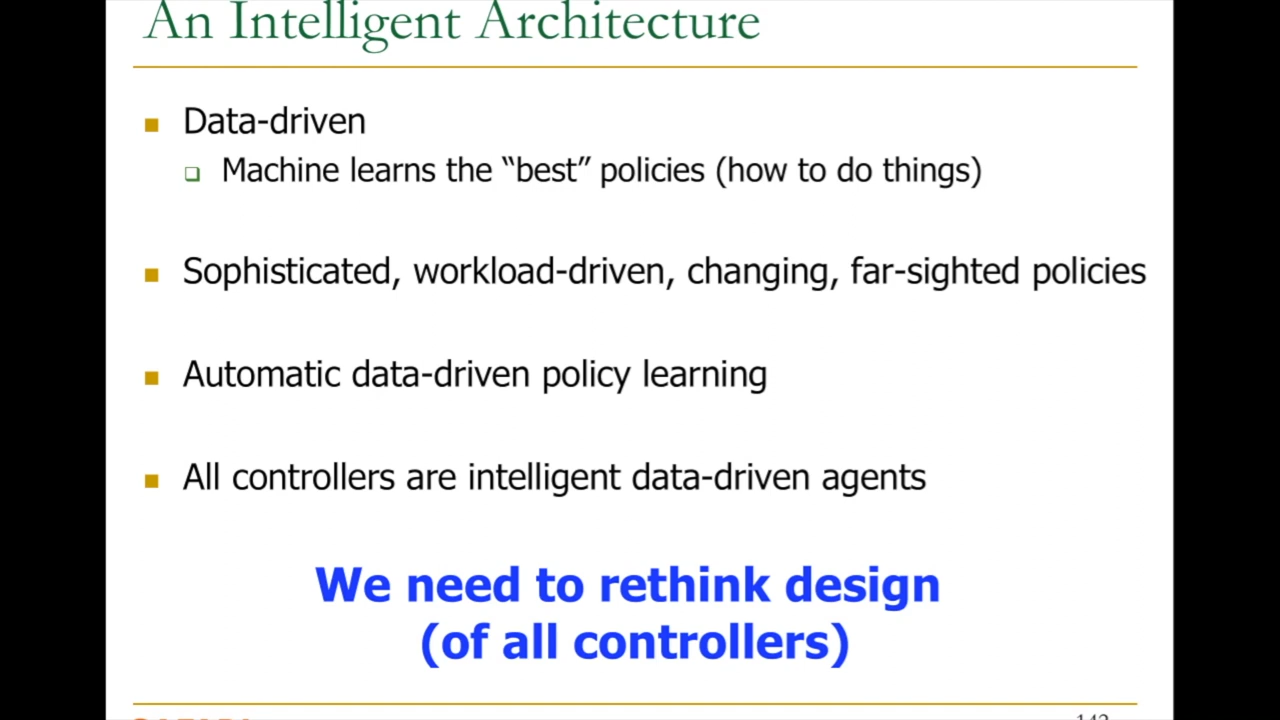 An Intelligent Architecture
Data-driven
Machine learns the “best” policies (how to do things)
Sophisticated, workload-driven, changing, far-sighted policies
Automatic data-driven policy learning
All controllers are intelligent data-driven agents
We need to rethink design
(of all controllers)